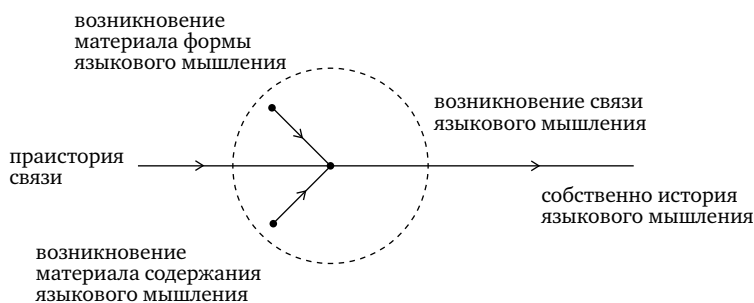 возникновение
материала формы
языкового мышления
возникновение связи
языкового мышления
праистория
связи
собственно история
языкового мышления
возникновение
материала содержания
языкового мышления